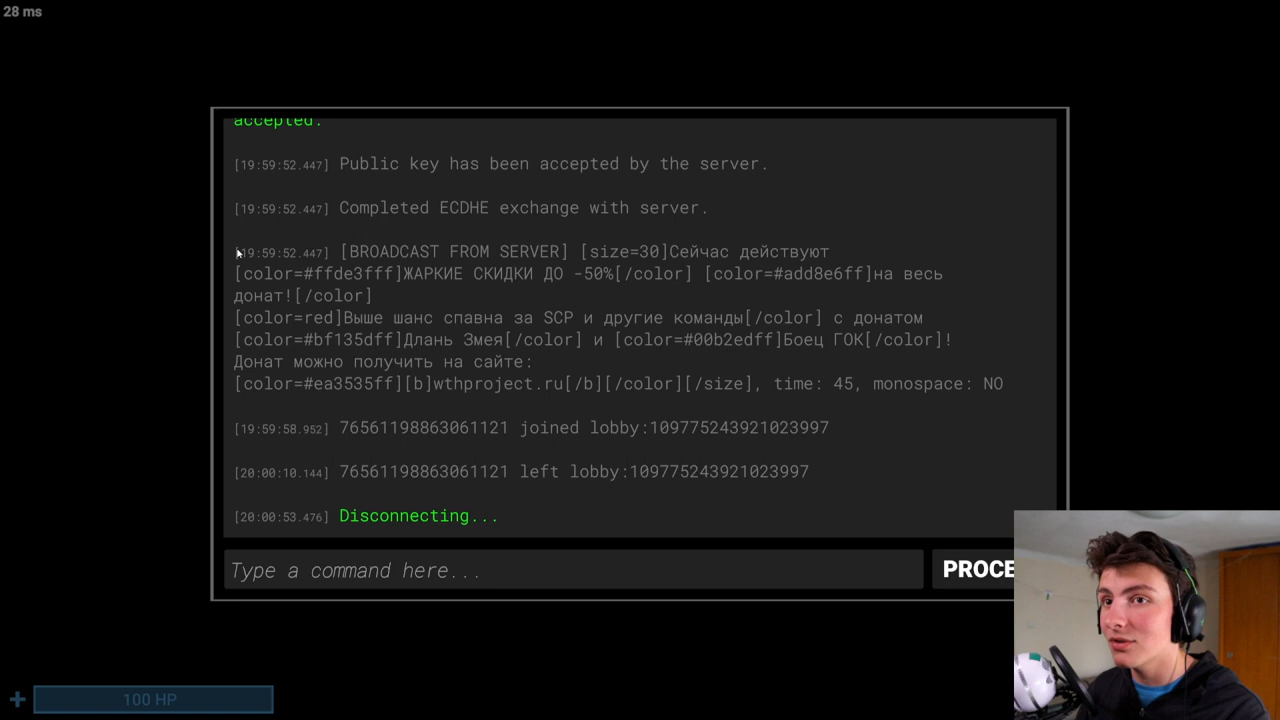 28 ms
accepted.
[19:59:52.447] Public key has been accepted by the server.
[19:59:52.447] Completed ECDHE exchange with server.
[19:59:52.447] [BROADCAST FROM SERVER] [size=30]Сейчас действуют
[color=#ffde3fff]ЖАРКИЕ СКИДКИ ДО -50%[/color] [color=#add8e6ff]на весь
донат![/color]
[color=red]Выше шанс спавна за SCP и другие команды[/color] с донатом
[color=#bf135dff]Длань Змея[/color] и [color=#00b2edff]Боец ГОК[/color]!
Донат можно получить на сайте:
[color=#ea3535ff][b]wthproject.ru[/b][/color][/size], time: 45, monospace: NO
[19:59:58.952] 76561198863061121 joined lobby:109775243921023997
[20:00:10.144] 76561198863061121 left lobby:109775243921023997
[20:00:53.476] Disconnecting...
Type a command here...
PROCE
100 HP